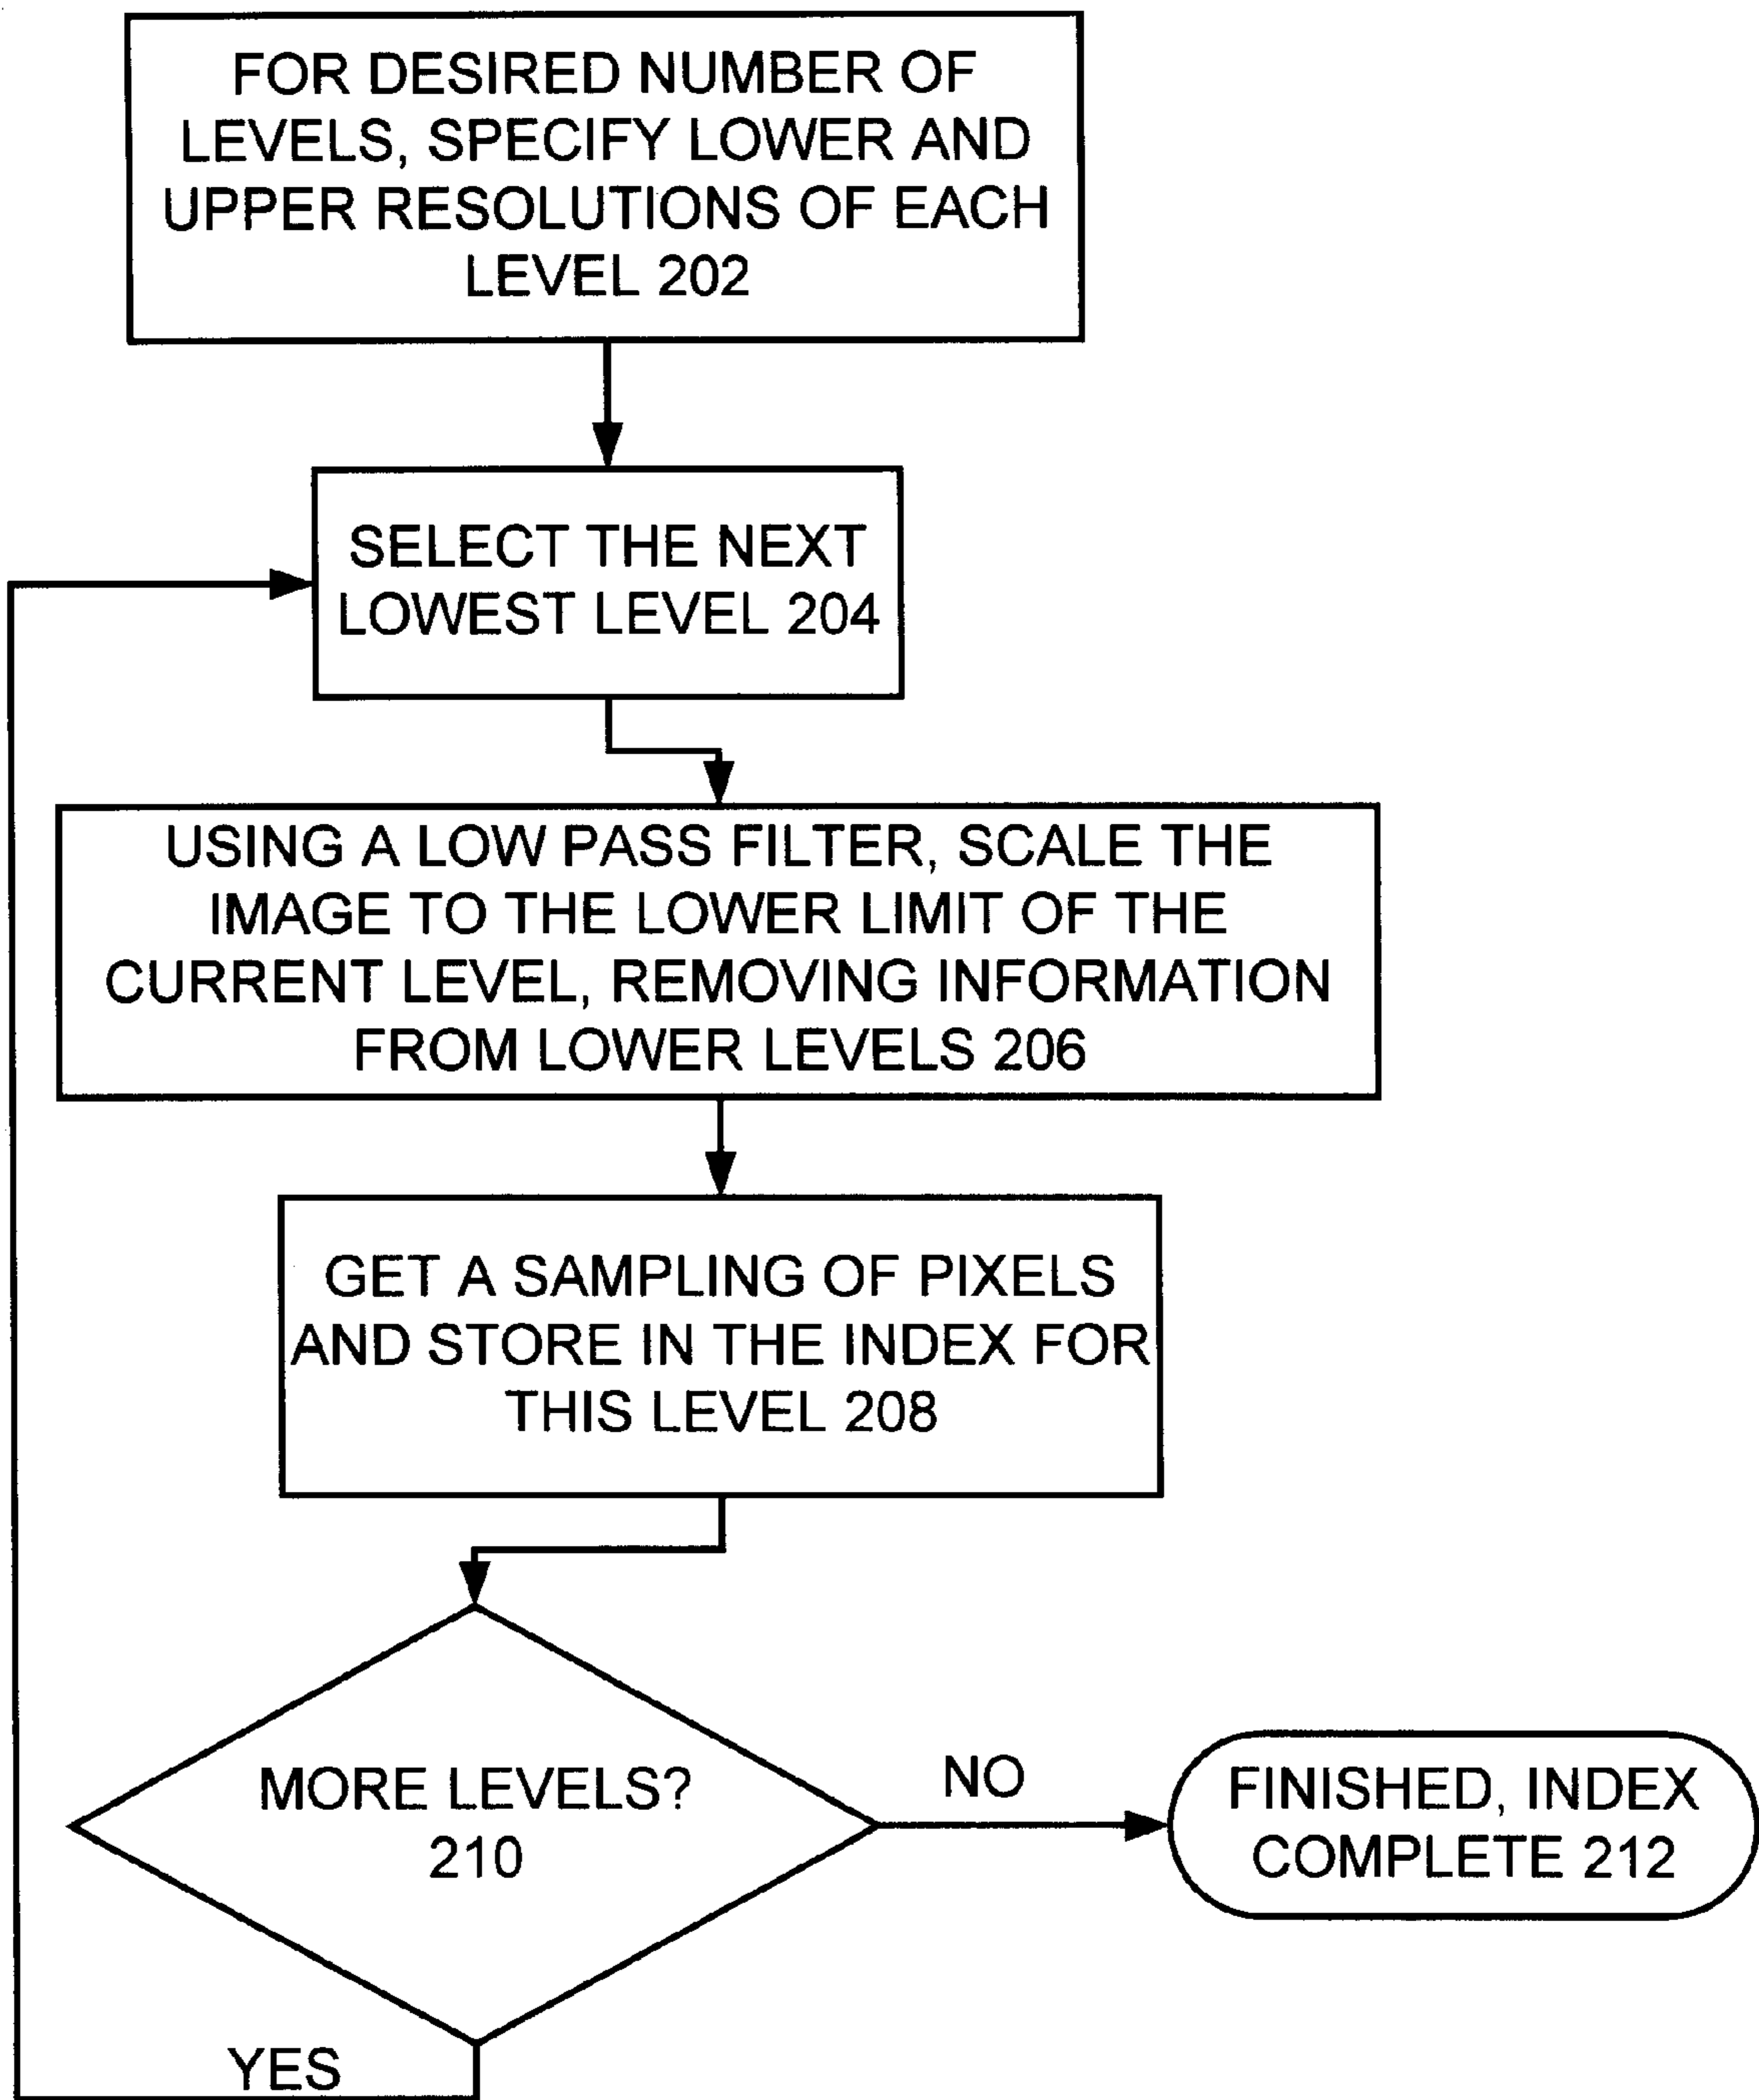 FOR DESIRED NUMBER OF
LEVELS, SPECIFY LOWER AND
UPPER RESOLUTIONS OF EACH
LEVEL 202
SELECT THE NEXT
LOWEST LEVEL 204
USING A LOW PASS FILTER, SCALE THE
IMAGE TO THE LOWER LIMIT OF THE
CURRENT LEVEL, REMOVING INFORMATION
FROM LOWER LEVELS 206
GET A SAMPLING OF PIXELS
AND STORE IN THE INDEX FOR
THIS LEVEL 208
MORE LEVELS?
210
NO
FINISHED, INDEX
COMPLETE 212
YES